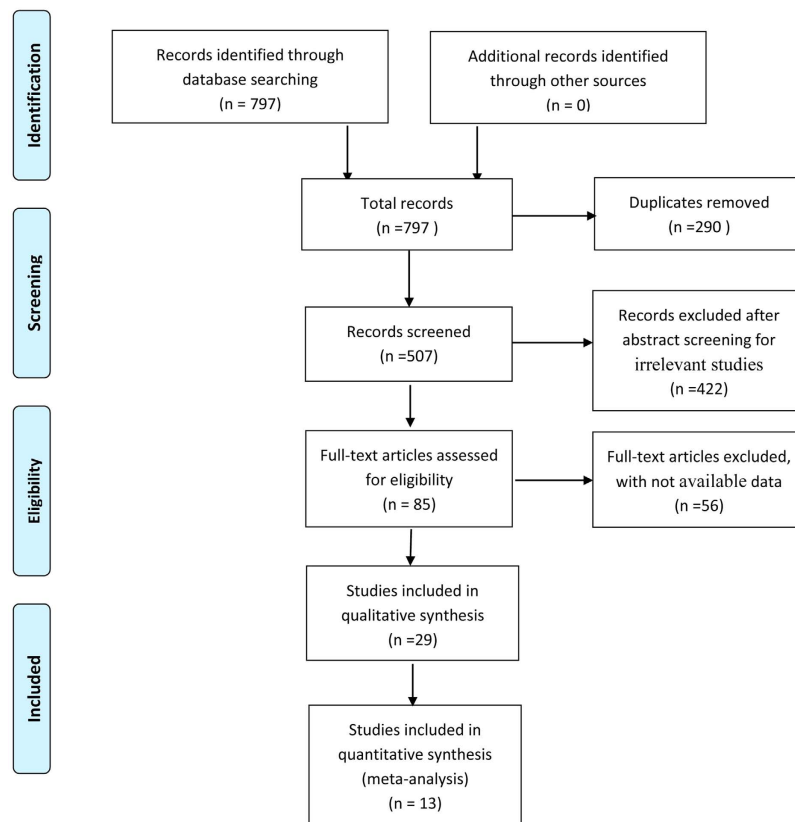 Identification
Records identified through
database searching
(n = 797)
Additional records identified
through other sources
(n = 0)
Total records
(n =797 )
Duplicates removed
(n =290 )
Screening
Records screened
(n =507)
Records excluded after
abstract screening for
irrelevant studies
(n =422)
Eligibility
Full-text articles assessed
for eligibility
(n = 85)
Full-text articles excluded,
with not available data
(n =56)
Studies included in
qualitative synthesis
(n =29)
Included
Studies included in
quantitative synthesis
(meta-analysis)
(n = 13)